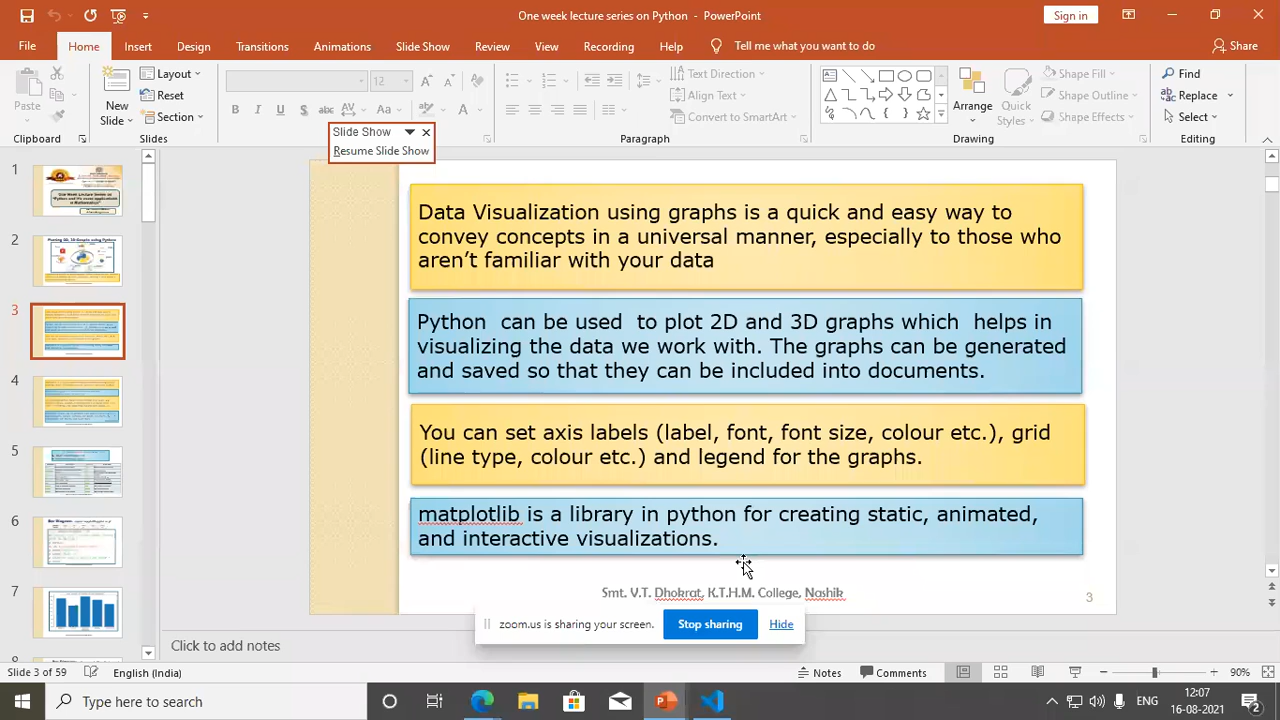 One week lecture series on Python - PowerPoint
Sign in
File Home Insert Design Transitions Animations Slide Show Review View Recording Help Tell me what you want to do Share
Paste
Clipboard
New Slide
Layout
Reset
Section
Slides
12
Slide Show
Resume Slide Show
Text Direction
Align Text
Convert to SmartArt
Paragraph
Arrange
Quick Styles
Shape Fill
Shape Outline
Shape Effects
Drawing
Find
Replace
Select
Editing
1
2
3
4
5
6
7
8
Data Visualization using graphs is a quick and easy way to
convey concepts in a universal manner, especially to those who
aren't familiar with your data
Python can be used to plot 2D and 3D graphs which helps in
visualizing the data we work with. The graphs can be generated
and saved so that they can be included into documents.
You can set axis labels (label, font, font size, colour etc.), grid
(line type, colour etc.) and legend for the graphs.
matplotlib is a library in python for creating static, animated,
and interactive visualizations.
Smt. V.T. Dhokrat, K.T.H.M. College, Nashik
3
zoom.us is sharing your screen. Stop sharing Hide
Click to add notes
Slide 3 of 59 English (India) Notes Comments 90%
Type here to search
ENG
12:07
16-08-2021
2